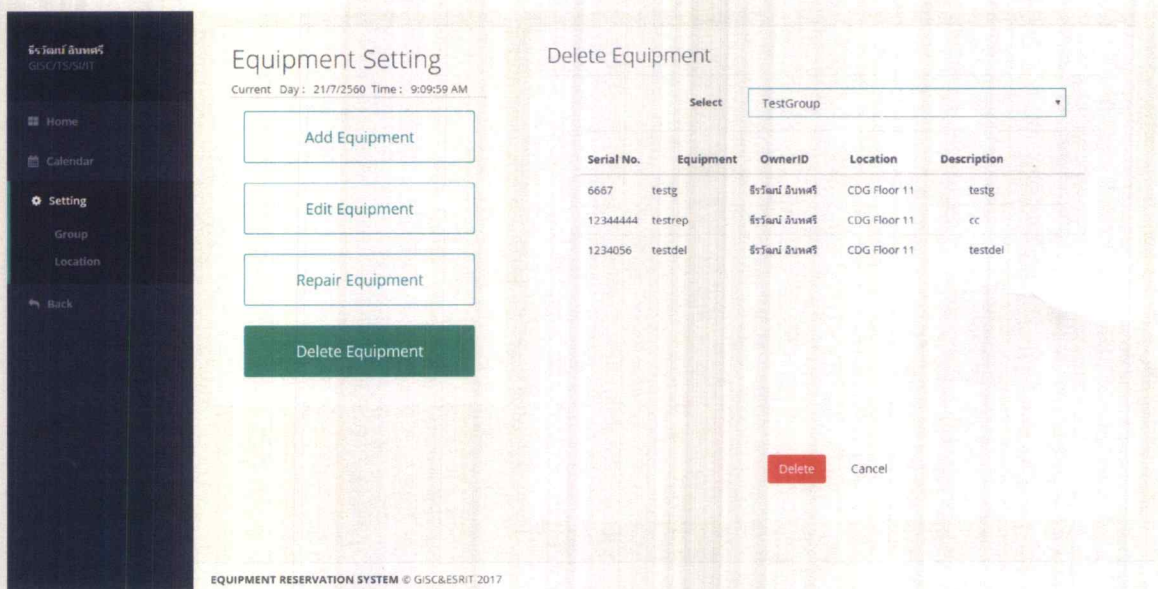 ธีรวัฒน์ อินทศรี
GISC/TS/SI/IT
Home
Calendar
Setting
Group
Location
Back
Equipment Setting
Current Day : 21/7/2560 Time : 9:09:59 AM
Add Equipment
Edit Equipment
Repair Equipment
Delete Equipment
Delete Equipment
Select TestGroup
Serial No. Equipment OwnerID Location Description
6667 testg ธีรวัฒน์ อินทศรี CDG Floor 11 testg
12344444 testrep ธีรวัฒน์ อินทศรี CDG Floor 11 cc
1234056 testdel ธีรวัฒน์ อินทศรี CDG Floor 11 testdel
Delete Cancel
EQUIPMENT RESERVATION SYSTEM © GISC&ESRIT 2017